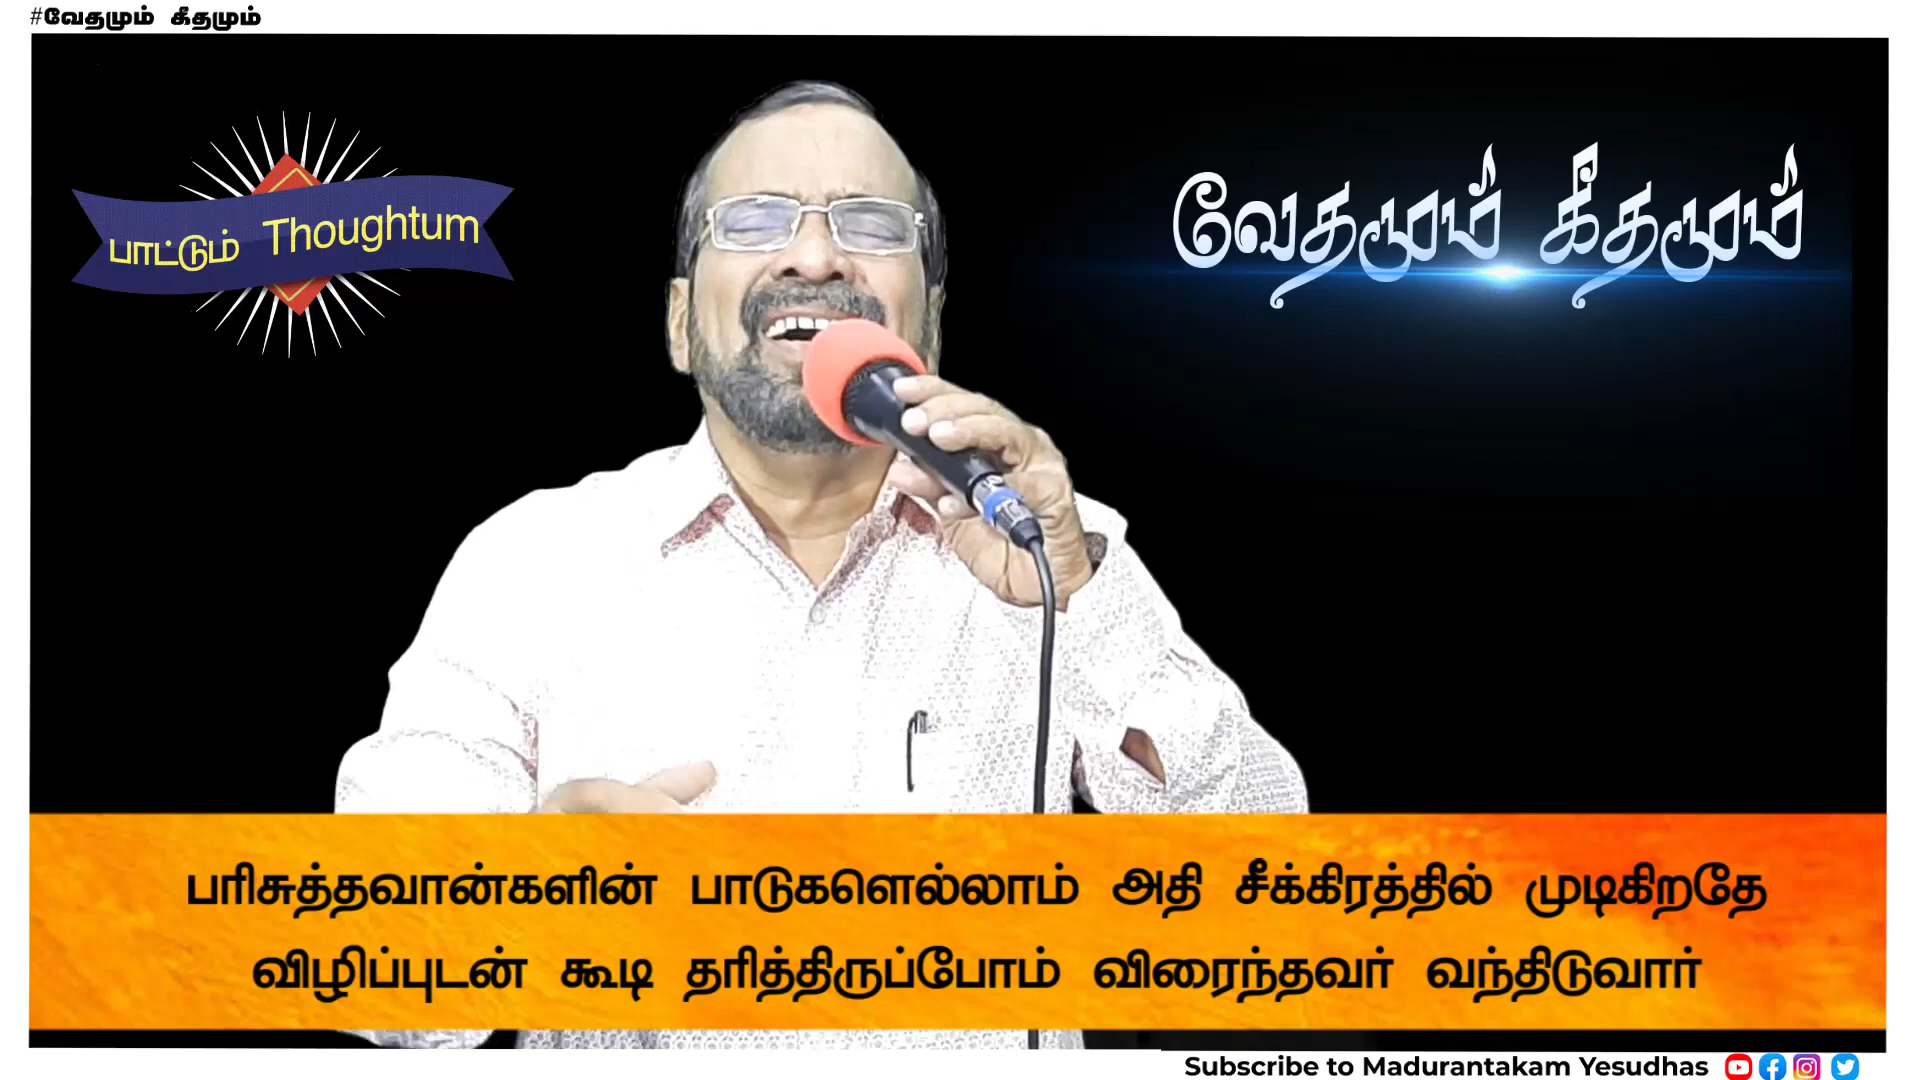 #வேதமும் கீதமும்
பாட்டும் Thoughtum
வேதமும் கீதமும்
பரிசுத்தவான்களின் பாடுகளெல்லாம் அதி சீக்கிரத்தில் முடிகிறதே
விழிப்புடன் கூடி தரித்திருப்போம் விரைந்தவர் வந்திடுவார்
Subscribe to Madurantakam Yesudhas